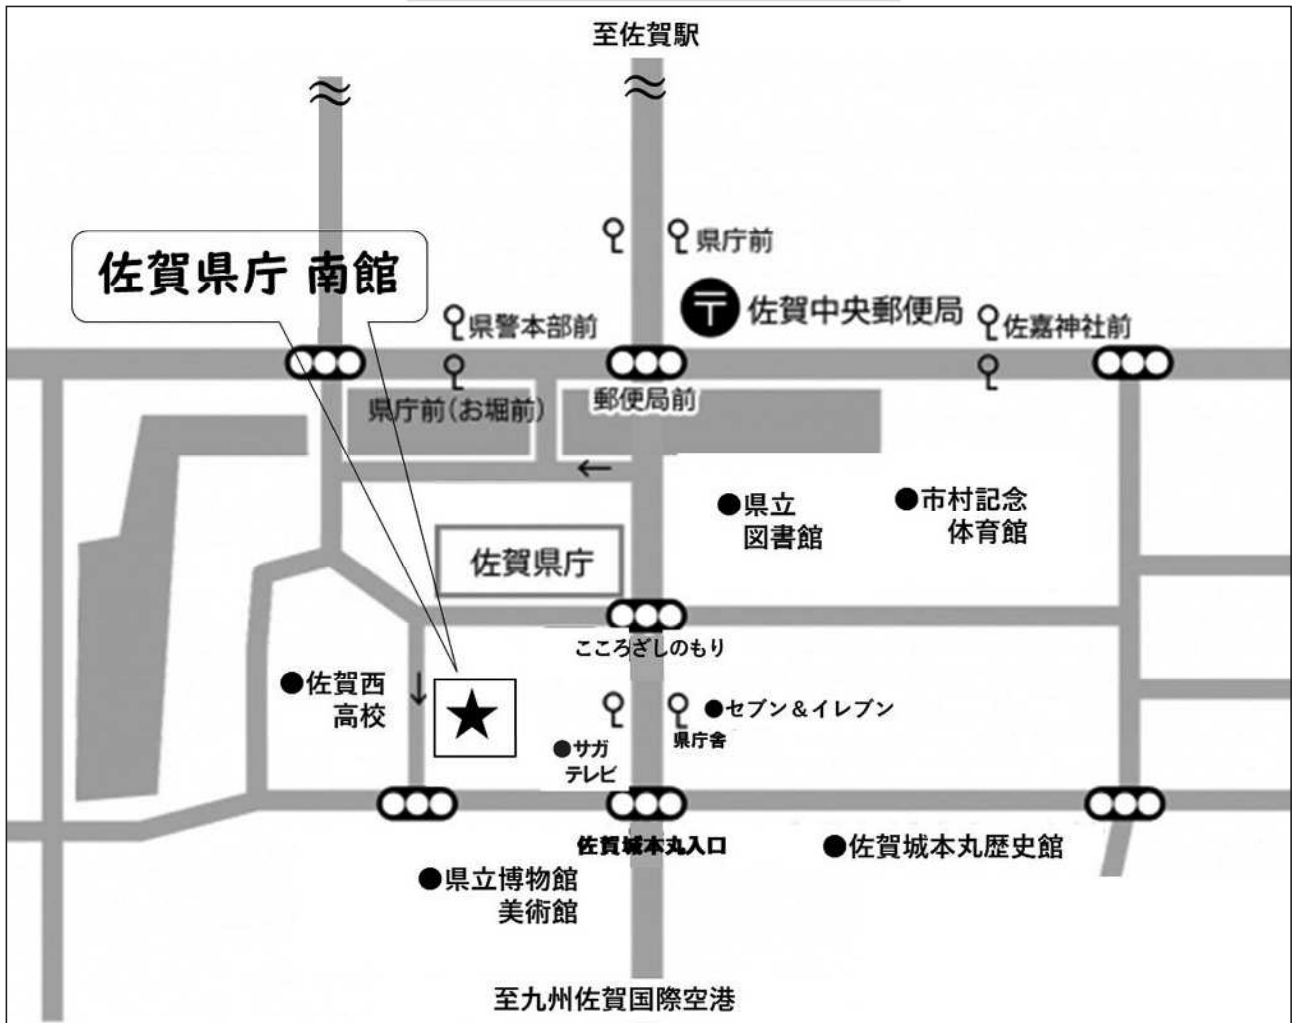 至佐賀駅
県庁前
佐賀県庁 南館
〒
佐賀中央郵便局
県警本部前
佐嘉神社前
県庁前(お堀前)
郵便局前
←
●県立
図書館
●市村記念
体育館
佐賀県庁
こころざしのもり
●佐賀西
高校
↓
★
●セブン&イレブン
県庁舎
●サガ
テレビ
佐賀城本丸入口
●佐賀城本丸歴史館
●県立博物館
美術館
至九州佐賀国際空港